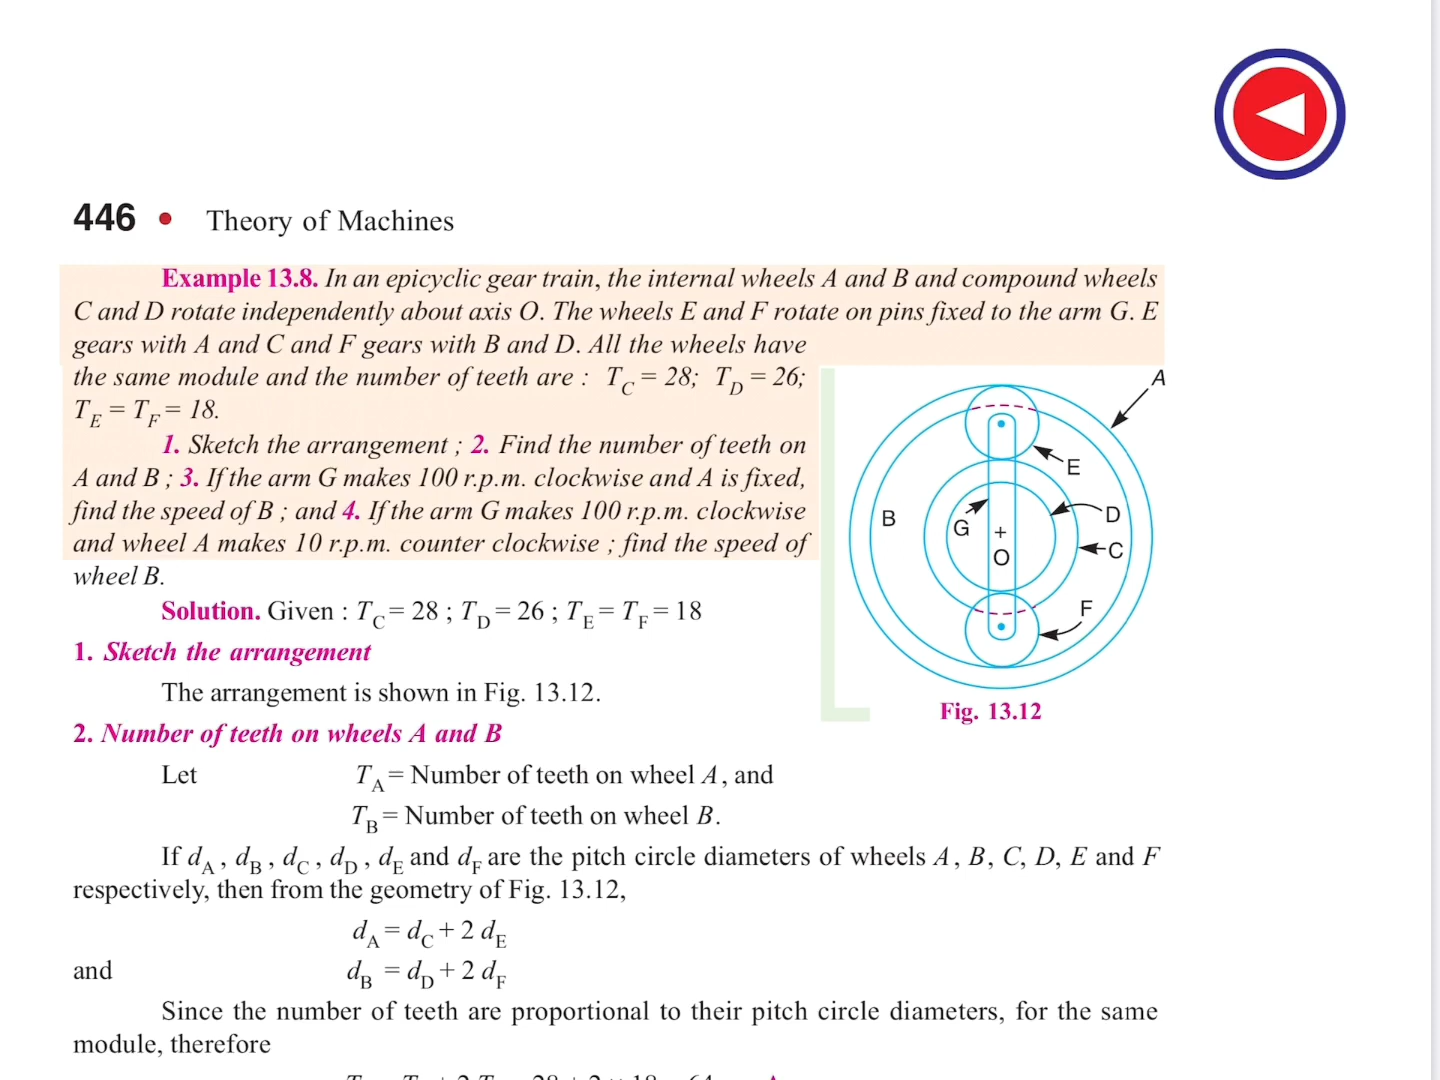 446 • Theory of Machines
Example 13.8. In an epicyclic gear train, the internal wheels A and B and compound wheels
C and D rotate independently about axis O. The wheels E and F rotate on pins fixed to the arm G. E
gears with A and C and F gears with B and D. All the wheels have
the same module and the number of teeth are : T_C = 28; T_D = 26;
T_E = T_F = 18.
1. Sketch the arrangement ; 2. Find the number of teeth on
A and B ; 3. If the arm G makes 100 r.p.m. clockwise and A is fixed,
find the speed of B ; and 4. If the arm G makes 100 r.p.m. clockwise
and wheel A makes 10 r.p.m. counter clockwise ; find the speed of
wheel B.
A
E
B
G
D
+
O
C
F
Fig. 13.12
Solution. Given : T_C = 28 ; T_D = 26 ; T_E = T_F = 18
1. Sketch the arrangement
The arrangement is shown in Fig. 13.12.
2. Number of teeth on wheels A and B
Let T_A = Number of teeth on wheel A, and
T_B = Number of teeth on wheel B.
If d_A , d_B , d_C , d_D , d_E and d_F are the pitch circle diameters of wheels A, B, C, D, E and F
respectively, then from the geometry of Fig. 13.12,
d_A = d_C + 2 d_E
and d_B = d_D + 2 d_F
Since the number of teeth are proportional to their pitch circle diameters, for the same
module, therefore